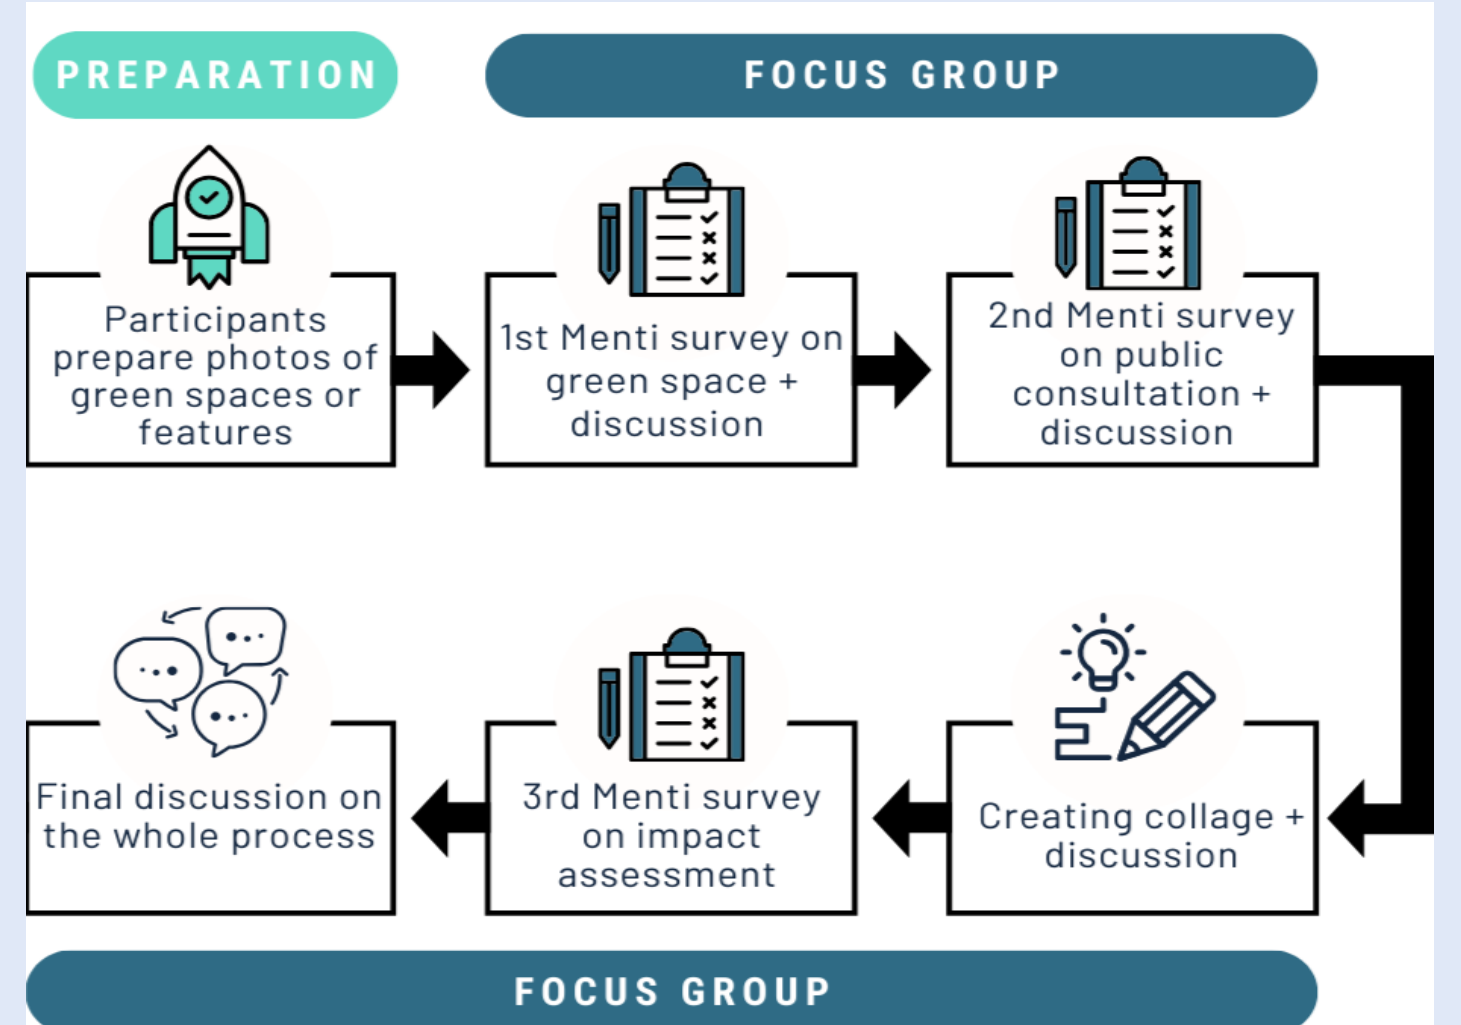 PREPARATION
FOCUS GROUP
Participants
prepare photos of
green spaces or
features
1st Menti survey on
green space +
discussion
2nd Menti survey
on public
consultation +
discussion
Final discussion on
the whole process
3rd Menti survey
on impact
assessment
Creating collage +
discussion
FOCUS GROUP